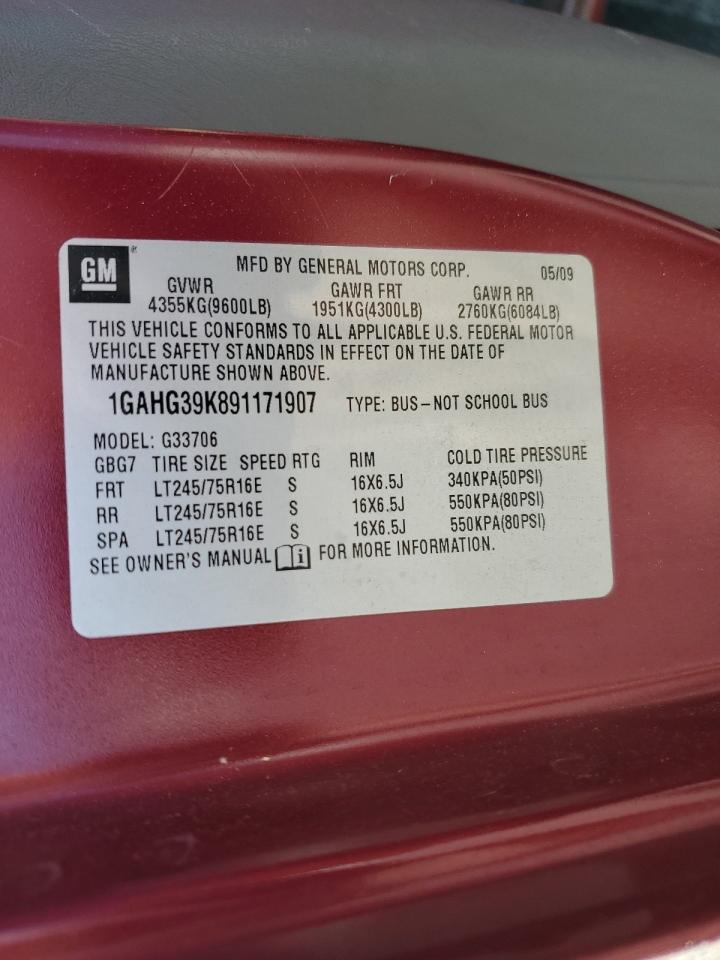 GM® MFD BY GENERAL MOTORS CORP. 05/09
GVWR GAWR FRT GAWR RR
4355KG(9600LB) 1951KG(4300LB) 2760KG(6084LB)
THIS VEHICLE CONFORMS TO ALL APPLICABLE U.S. FEDERAL MOTOR
VEHICLE SAFETY STANDARDS IN EFFECT ON THE DATE OF
MANUFACTURE SHOWN ABOVE.
1GAHG39K891171907 TYPE: BUS–NOT SCHOOL BUS
MODEL: G33706
GBG7 TIRE SIZE SPEED RTG RIM COLD TIRE PRESSURE
FRT LT245/75R16E S 16X6.5J 340KPA(50PSI)
RR LT245/75R16E S 16X6.5J 550KPA(80PSI)
SPA LT245/75R16E S 16X6.5J 550KPA(80PSI)
SEE OWNER'S MANUAL i FOR MORE INFORMATION.